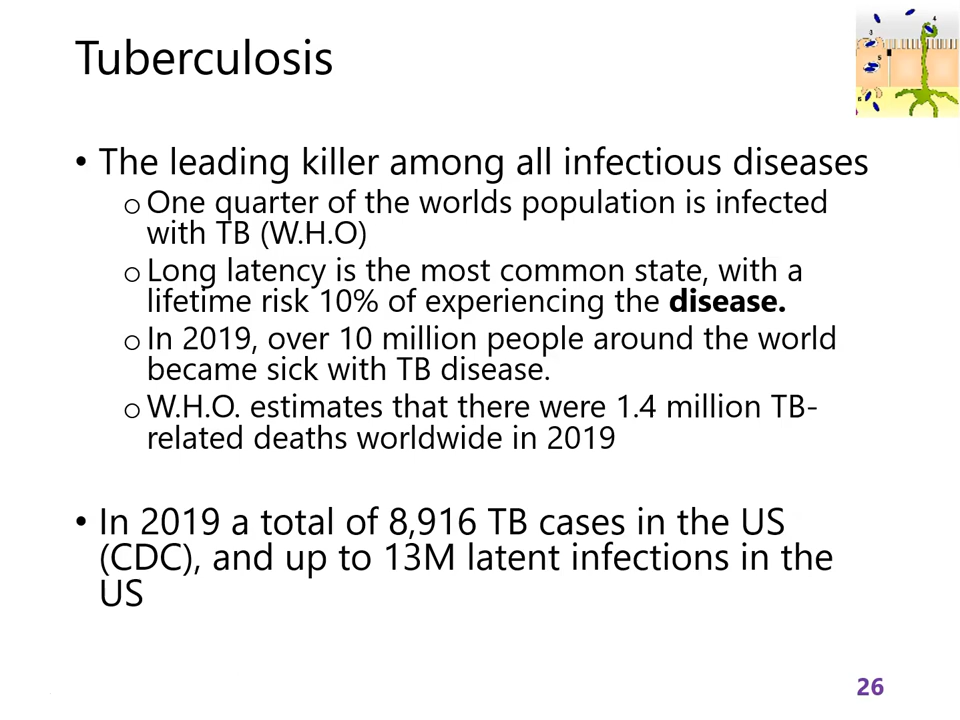 Tuberculosis
• The leading killer among all infectious diseases
o One quarter of the worlds population is infected
with TB (W.H.O)
o Long latency is the most common state, with a
lifetime risk 10% of experiencing the disease.
o In 2019, over 10 million people around the world
became sick with TB disease.
o W.H.O. estimates that there were 1.4 million TB-
related deaths worldwide in 2019
• In 2019 a total of 8,916 TB cases in the US
(CDC), and up to 13M latent infections in the
US
26
3
4
5
6